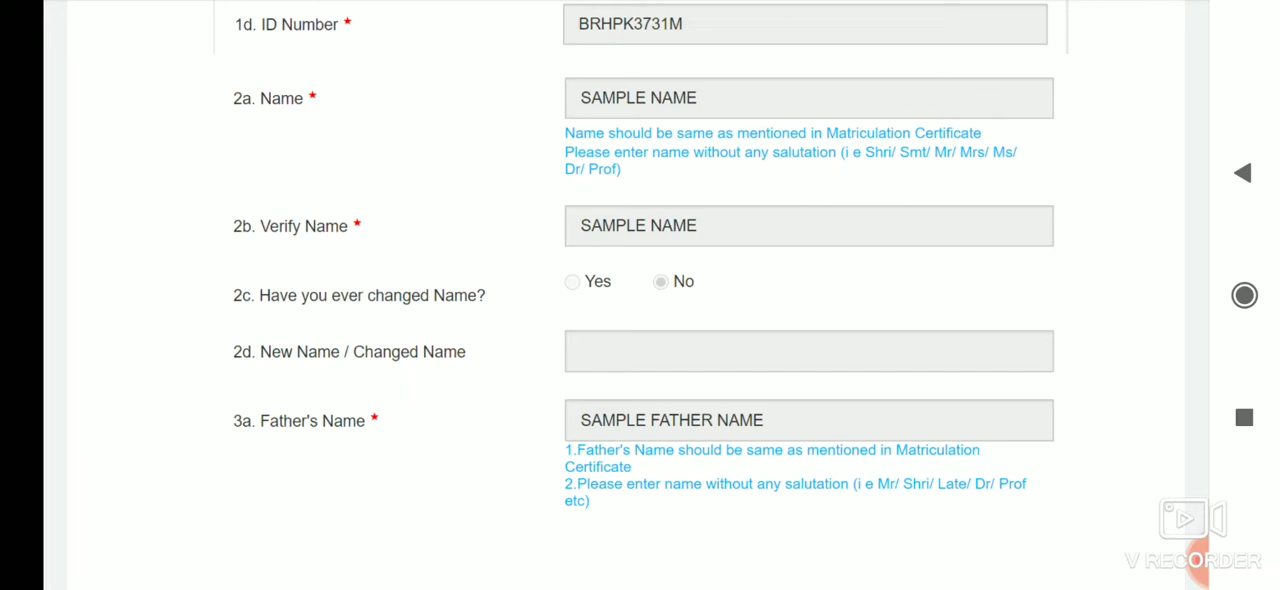 1d. ID Number *
BRHPK3731M
2a. Name *
SAMPLE NAME
Name should be same as mentioned in Matriculation Certificate
Please enter name without any salutation (i e Shri/ Smt/ Mr/ Mrs/ Ms/
Dr/ Prof)
2b. Verify Name *
SAMPLE NAME
Yes
No
2c. Have you ever changed Name?
2d. New Name / Changed Name
3a. Father's Name *
SAMPLE FATHER NAME
1.Father's Name should be same as mentioned in Matriculation
Certificate
2.Please enter name without any salutation (i e Mr/ Shri/ Late/ Dr/ Prof
etc)
V RECORDER